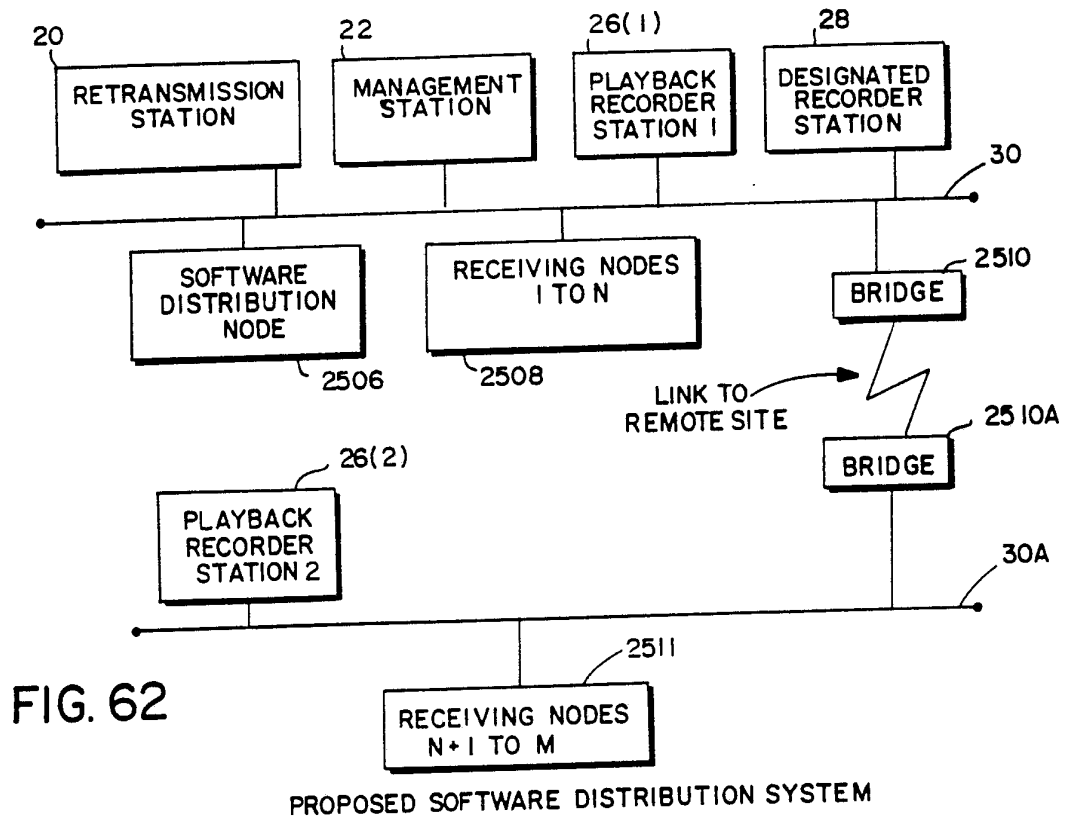 20
RETRANSMISSION
STATION
22
MANAGEMENT
STATION
26(1)
PLAYBACK
RECORDER
STATION 1
28
DESIGNATED
RECORDER
STATION
30
SOFTWARE
DISTRIBUTION
NODE
2506
RECEIVING NODES
1 TO N
2508
2510
BRIDGE
LINK TO
REMOTE SITE
2510A
BRIDGE
26(2)
PLAYBACK
RECORDER
STATION 2
30A
2511
RECEIVING NODES
N+1 TO M
FIG. 62
PROPOSED SOFTWARE DISTRIBUTION SYSTEM